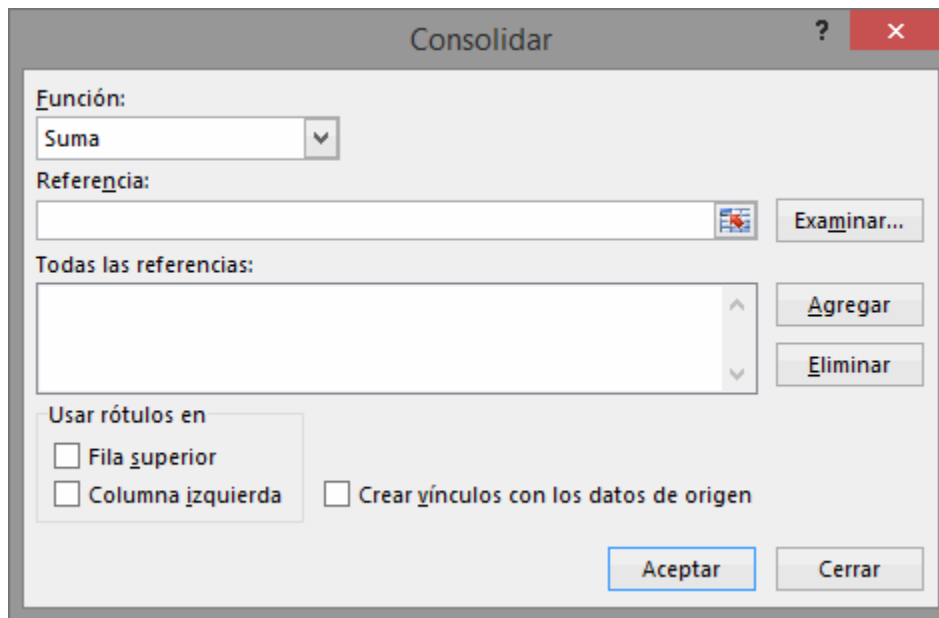 Consolidar
?
Función:
Suma
Referencia:
Examinar...
Todas las referencias:
Agregar
Eliminar
Usar rótulos en
Fila superior
Columna izquierda
Crear vínculos con los datos de origen
Aceptar
Cerrar